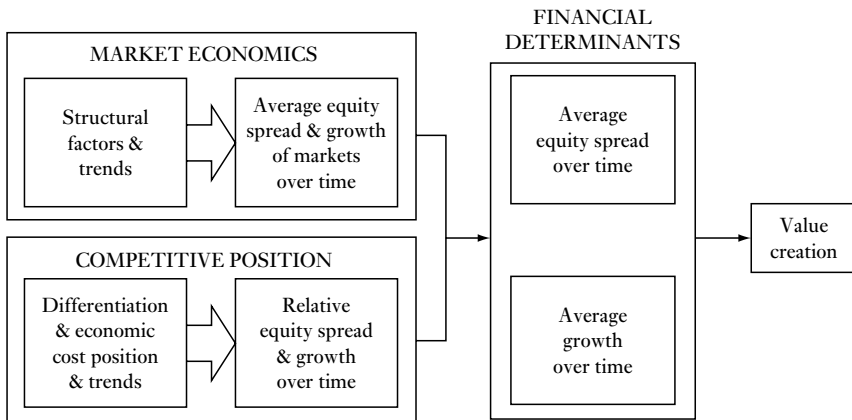 MARKET ECONOMICS
Structural
factors &
trends
Average equity
spread & growth
of markets
over time
COMPETITIVE POSITION
Differentiation
& economic
cost position
& trends
Relative
equity spread
& growth
over time
FINANCIAL
DETERMINANTS
Average
equity spread
over time
Average
growth
over time
Value
creation